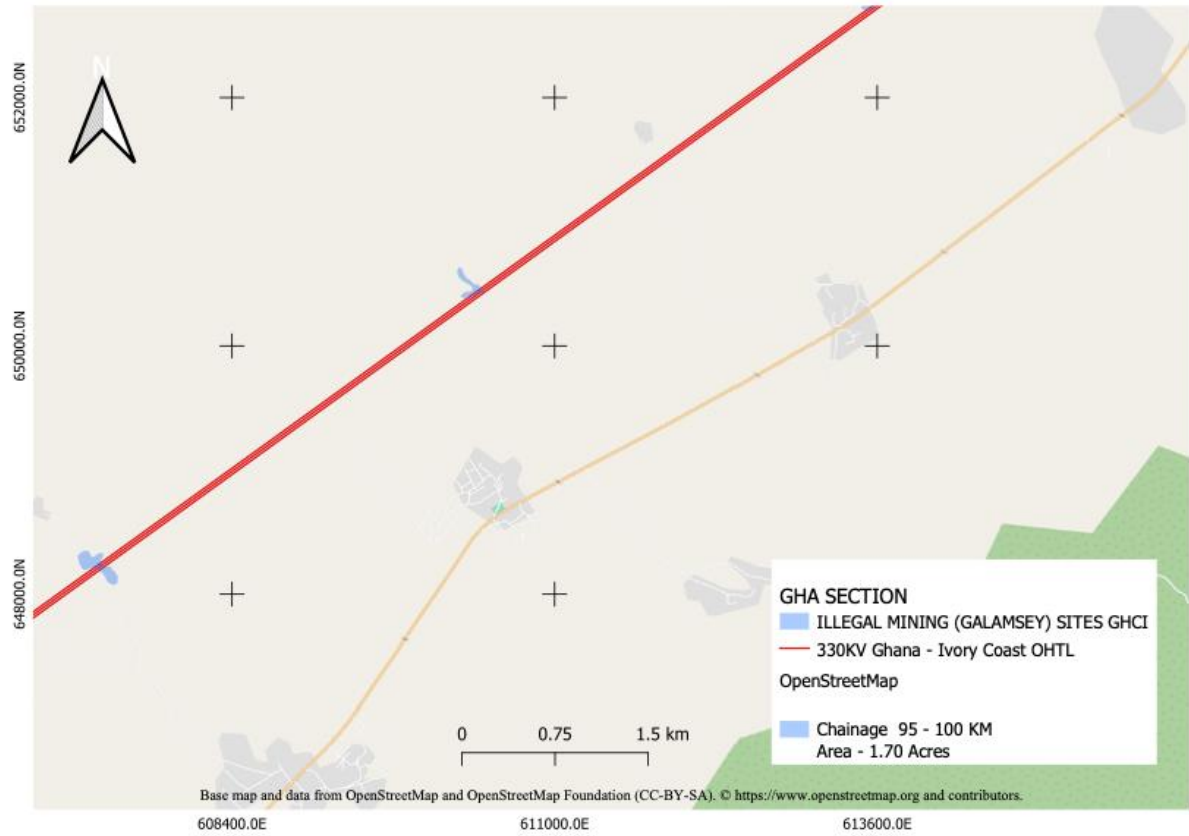 N
652000.0N
650000.0N
648000.0N
GHA SECTION
ILLEGAL MINING (GALAMSEY) SITES GHCI
330KV Ghana - Ivory Coast OHTL
OpenStreetMap
Chainage 95 - 100 KM
Area - 1.70 Acres
0 0.75 1.5 km
Base map and data from OpenStreetMap and OpenStreetMap Foundation (CC-BY-SA). © https://www.openstreetmap.org and contributors.
608400.0E 611000.0E 613600.0E